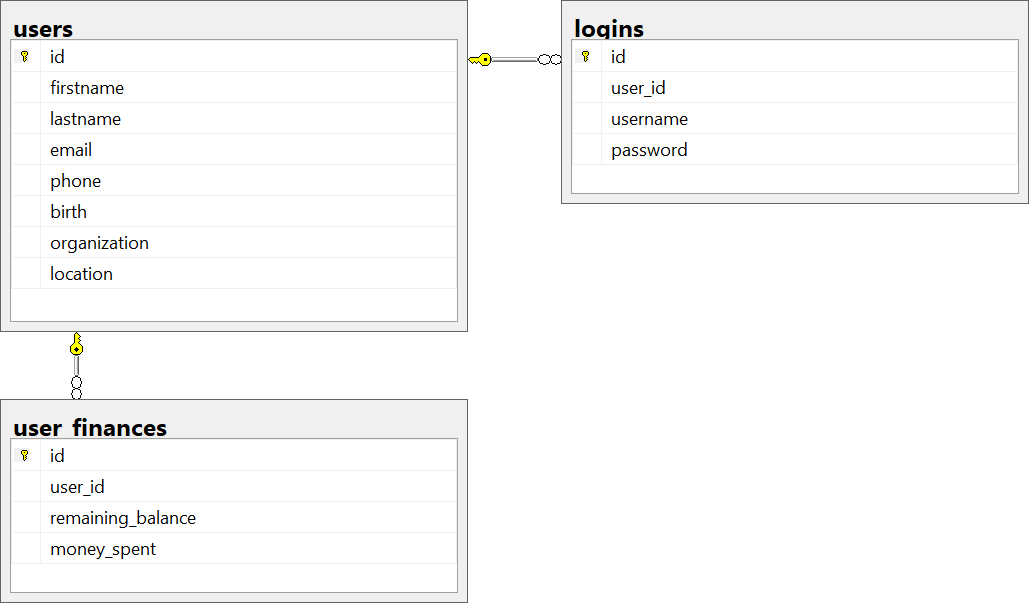 users
id
firstname
lastname
email
phone
birth
organization
location
logins
id
user_id
username
password
user_finances
id
user_id
remaining_balance
money_spent